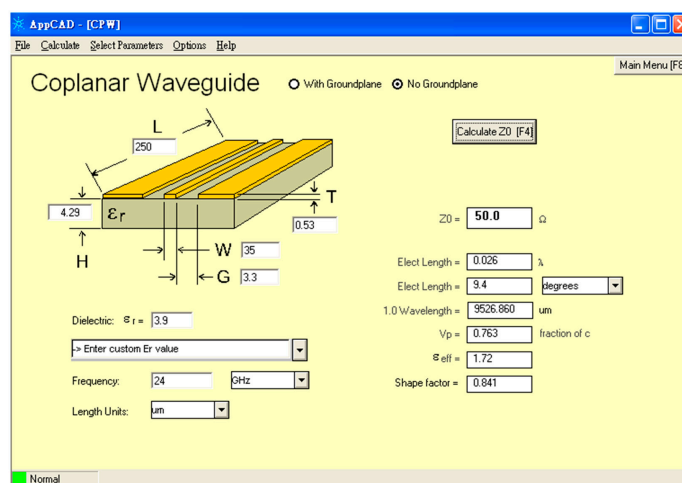 AppCAD - [CPW]
File Calculate Select Parameters Options Help
Main Menu [F8
Coplanar Waveguide
With Groundplane No Groundplane
Calculate Z0 [F4]
L
250
4.29
εr
T
0.53
H
W 35
G 3.3
Z0 = 50.0 Ω
Elect Length = 0.026 λ
Elect Length = 9.4 degrees
1.0 Wavelength = 9526.860 um
Vp = 0.763 fraction of c
ε eff = 1.72
Shape factor = 0.841
Dielectric: εr = 3.9
-> Enter custom Er value
Frequency: 24 GHz
Length Units: um
Normal